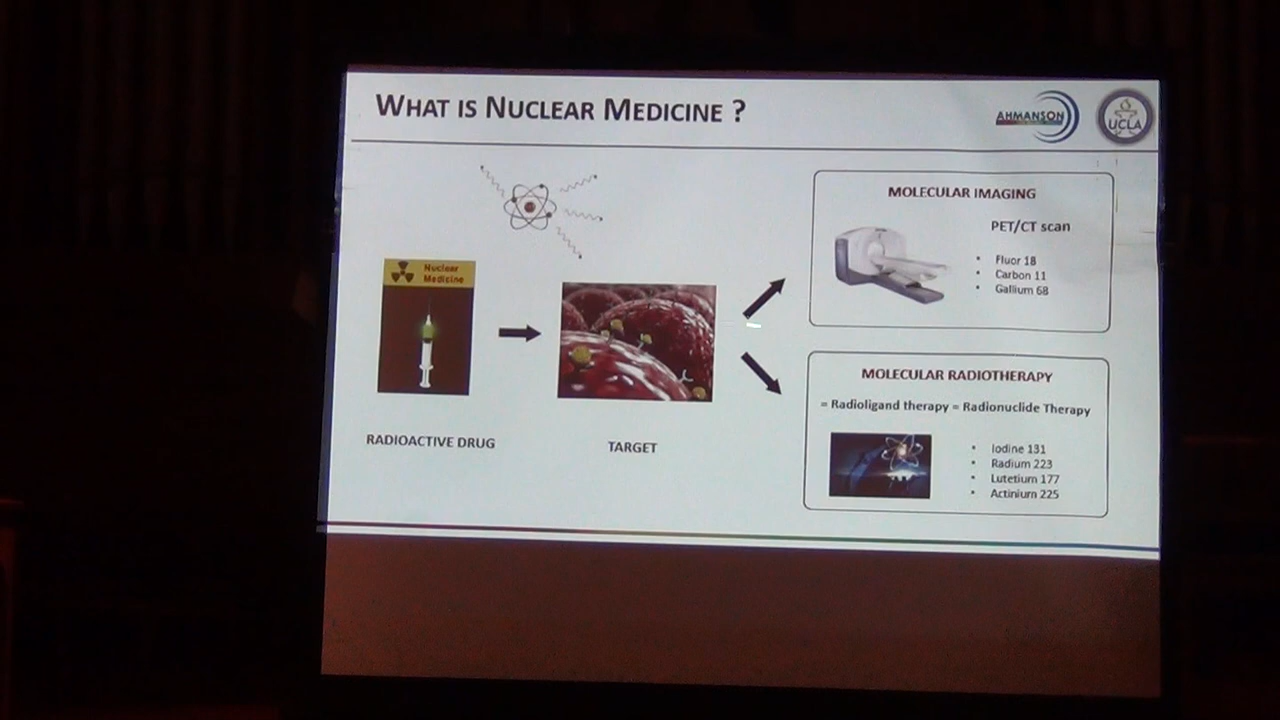 WHAT IS NUCLEAR MEDICINE ?
AHMANSON
UCLA
Nuclear
Medicine
RADIOACTIVE DRUG
TARGET
MOLECULAR IMAGING
PET/CT scan
• Fluor 18
• Carbon 11
• Gallium 68
MOLECULAR RADIOTHERAPY
= Radioligand therapy = Radionuclide Therapy
• Iodine 131
• Radium 223
• Lutetium 177
• Actinium 225